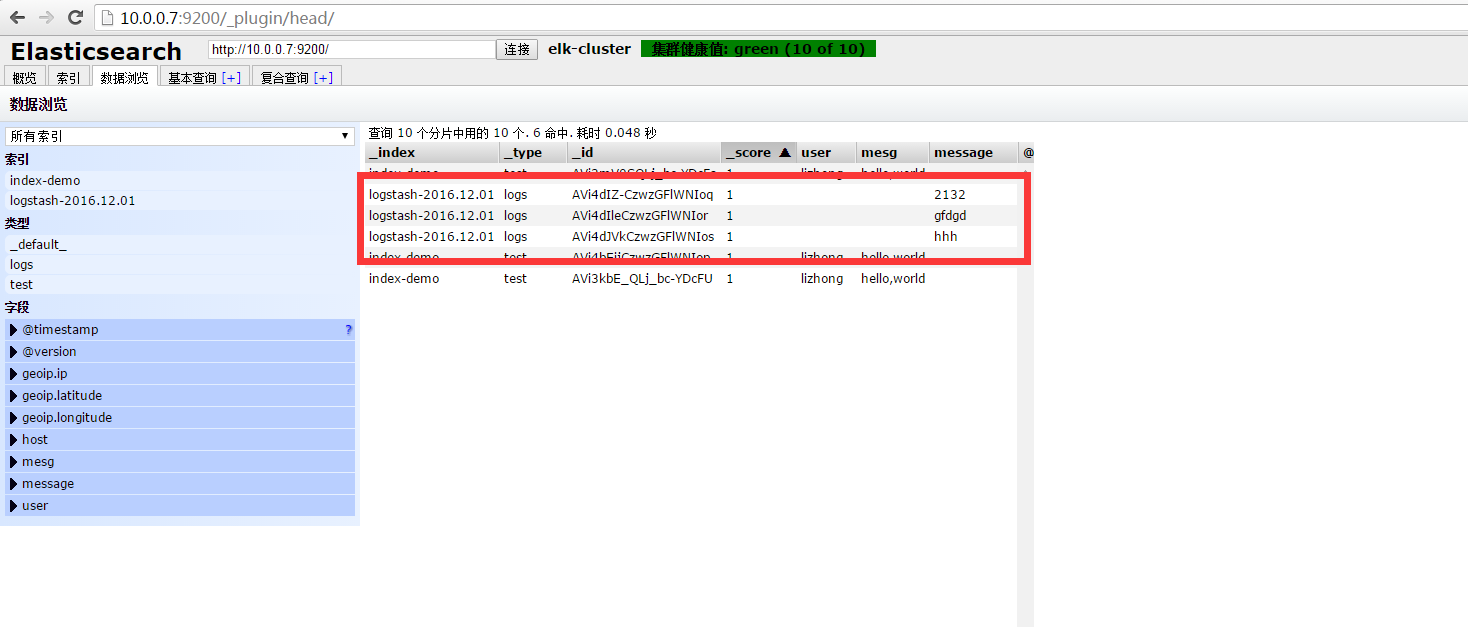 10.0.0.7:9200/_plugin/head/
Elasticsearch http://10.0.0.7:9200/ 连接 elk-cluster 集群健康值: green (10 of 10)
概览 索引 数据浏览 基本查询 [+] 复合查询 [+]
数据浏览
所有索引
索引
index-demo
logstash-2016.12.01
类型
_default_
logs
test
字段
@timestamp ?
@version
geoip.ip
geoip.latitude
geoip.longitude
host
mesg
message
user
查询 10 个分片中用的 10 个. 6 命中. 耗时 0.048 秒
_index _type _id _score ▲ user mesg message @
index-demo test 1 lizhong hello,world
logstash-2016.12.01 logs AVi4dIZ-CzwzGFlWNIoq 1 2132
logstash-2016.12.01 logs AVi4dIleCzwzGFlWNIor 1 gfdgd
logstash-2016.12.01 logs AVi4dJVkCzwzGFlWNIos 1 hhh
index-demo test 1 lizhong hello,world
index-demo test AVi3kbE_QLj_bc-YDcFU 1 lizhong hello,world